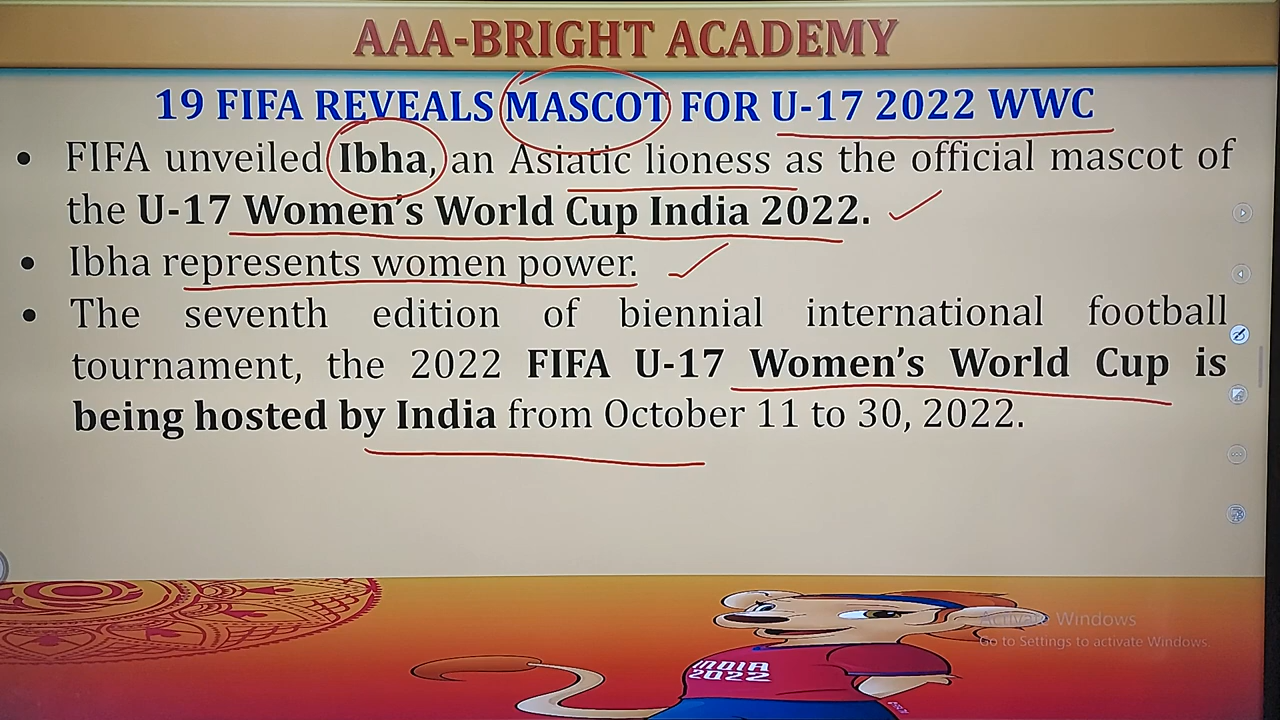 AAA-BRIGHT ACADEMY
19 FIFA REVEALS MASCOT FOR U-17 2022 WWC
• FIFA unveiled Ibha, an Asiatic lioness as the official mascot of
the U-17 Women's World Cup India 2022.
• Ibha represents women power.
• The seventh edition of biennial international football
tournament, the 2022 FIFA U-17 Women's World Cup is
being hosted by India from October 11 to 30, 2022.
Activate Windows
Go to Settings to activate Windows.
INDIA
2022